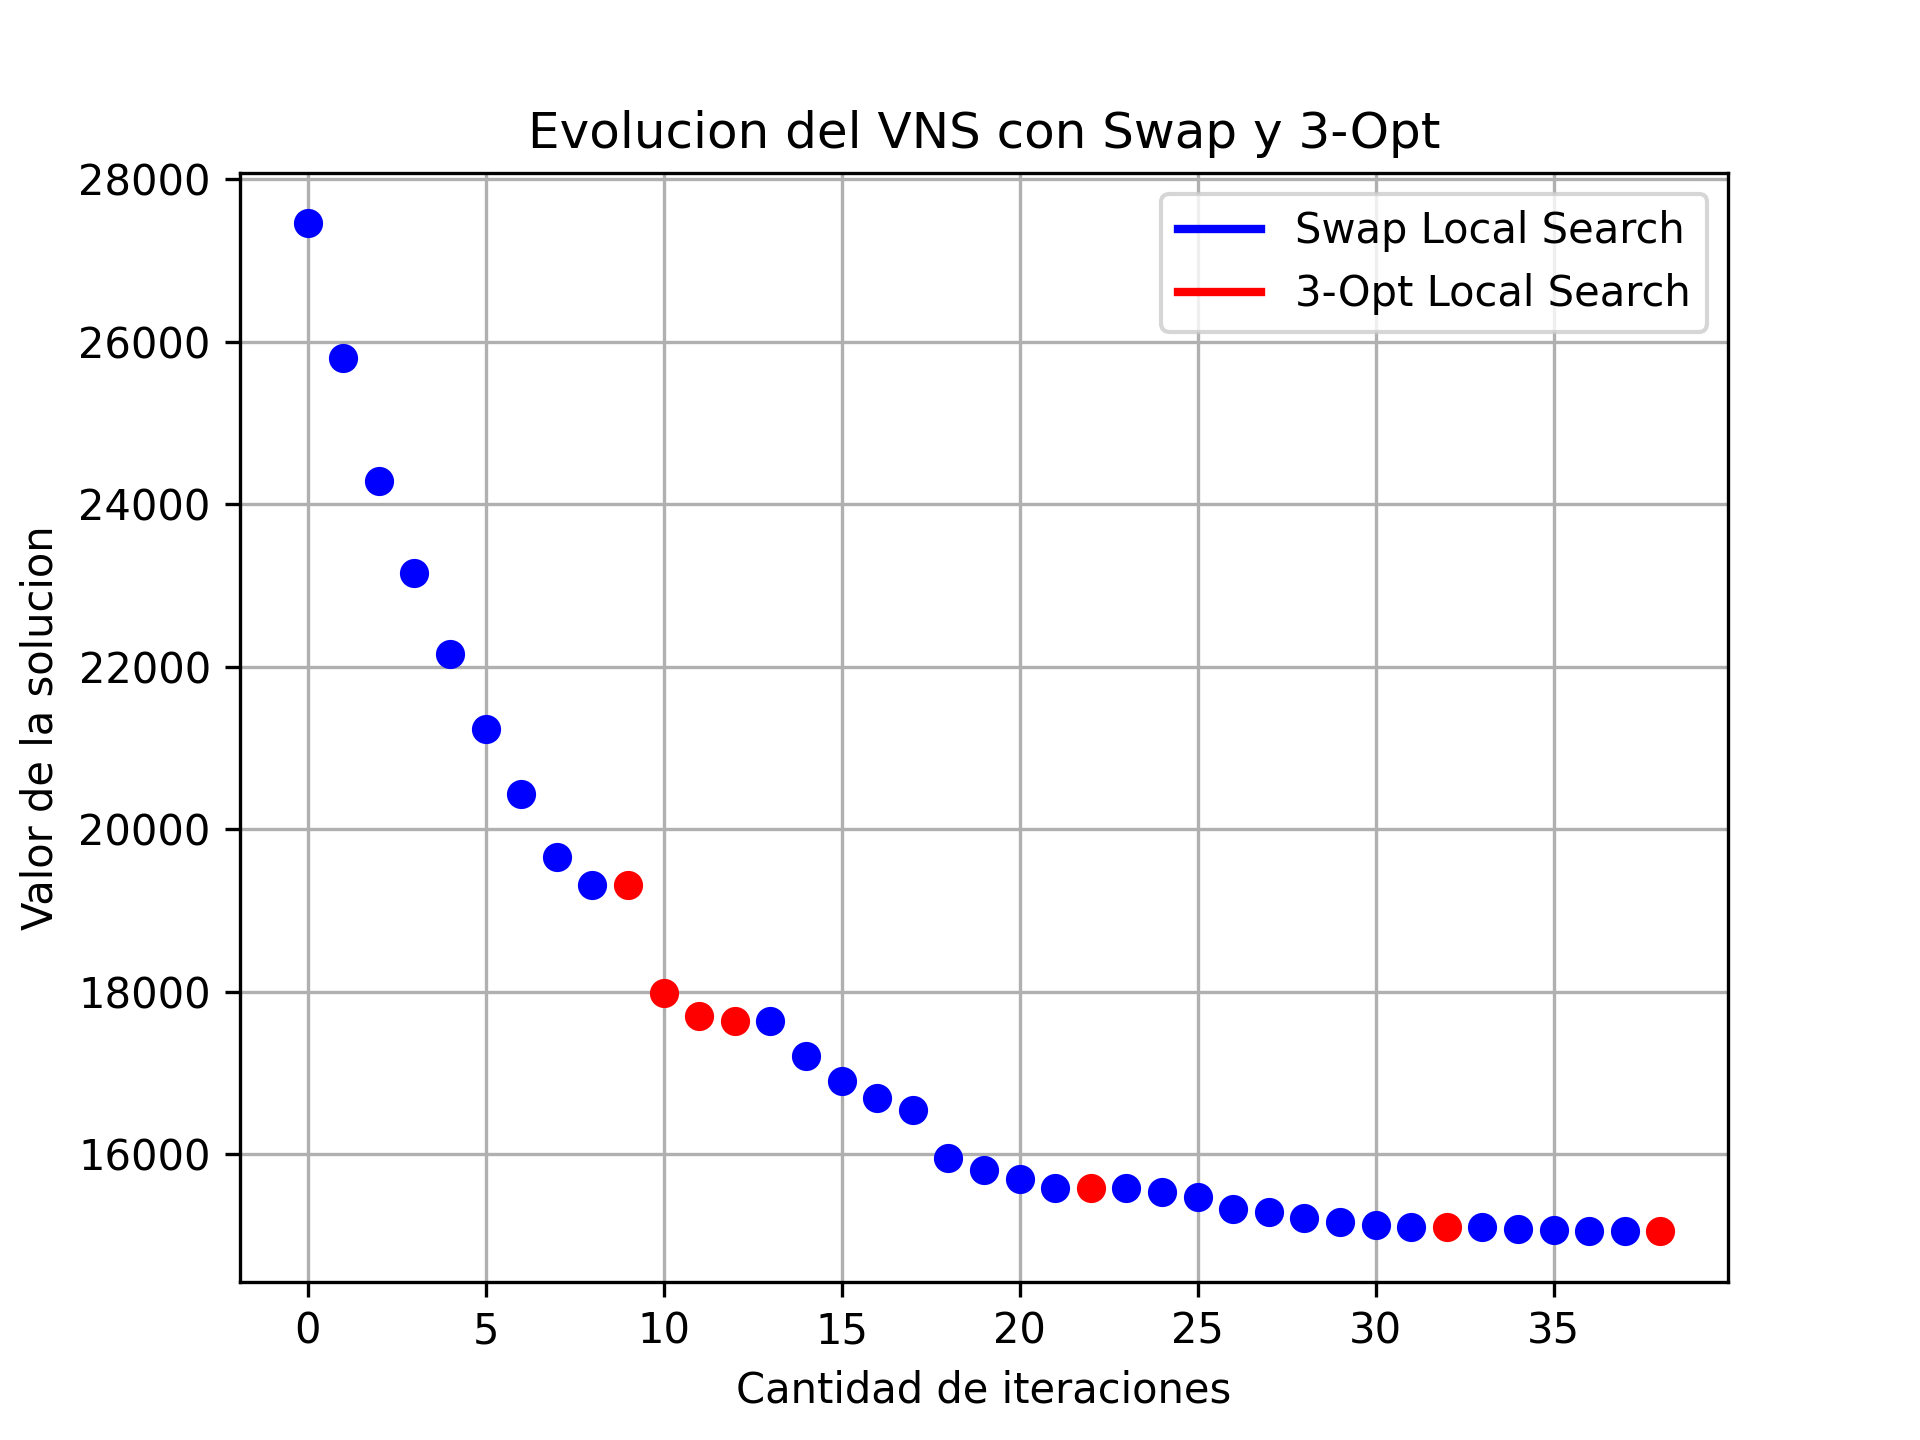 Evolucion del VNS con Swap y 3-Opt
Swap Local Search
3-Opt Local Search
Valor de la solucion
28000
26000
24000
22000
20000
18000
16000
0 5 10 15 20 25 30 35
Cantidad de iteraciones